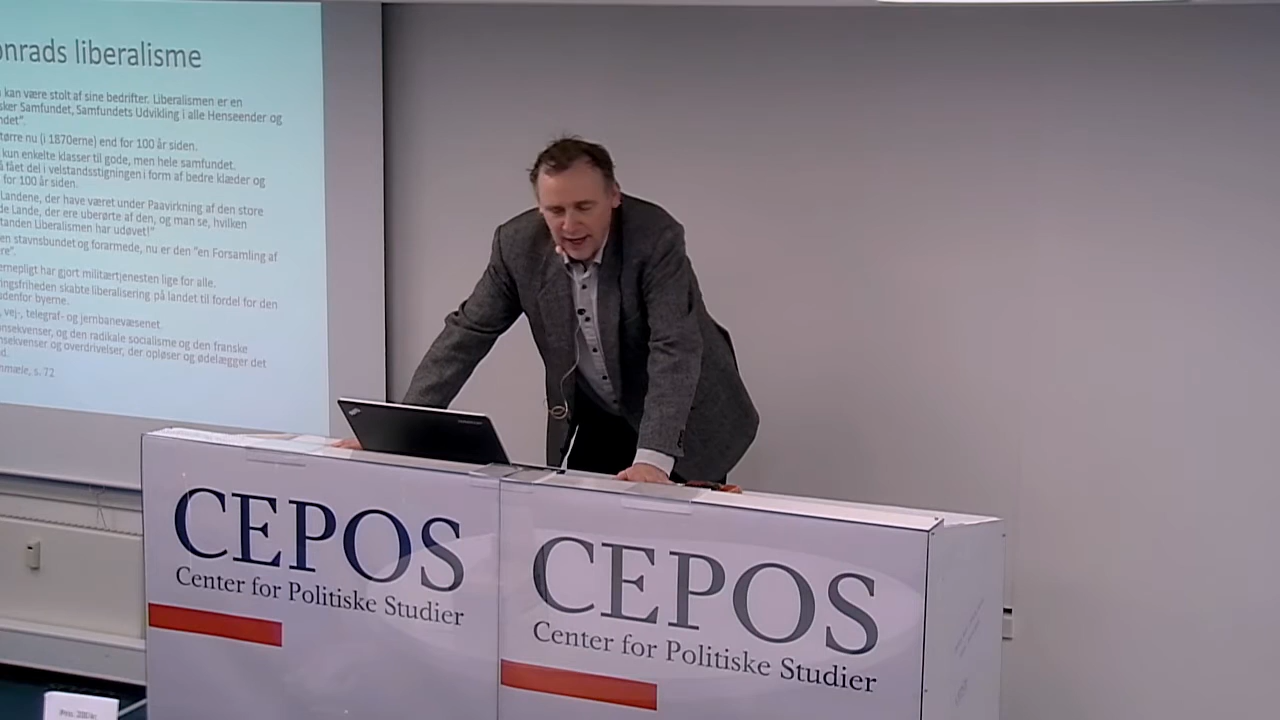 onrads liberalisme
kan være stolt af sine bedrifter. Liberalismen er en
sker Samfundet, Samfundets Udvikling i alle Henseender og
ndet".
tørre nu (i 1870erne) end for 100 år siden.
kun enkelte klasser til gode, men hele samfundet.
fået del i velstandsstigningen i form af bedre klæder og
for 100 år siden.
Landene, der have været under Paavirkning af den store
de Lande, der ere uberørte af den, og man se, hvilken
tanden Liberalismen har udøvet!"
en stavnsbundet og forarmede, nu er den "en Forsamling af
re".
ernepligt har gjort militærtjenesten lige for alle.
ingsfriheden skabte liberalisering på landet til fordel for den
udenfor byerne.
, vej-, telegraf- og jernbanevæsenet.
onsekvenser, og den radikale socialisme og den franske
nsekvenser og overdrivelser, der opløser og ødelægger det
d.
mmæle, s. 72
CEPOS
Center for Politiske Studier
CEPOS
Center for Politiske Studier
Pris: 200 kr.